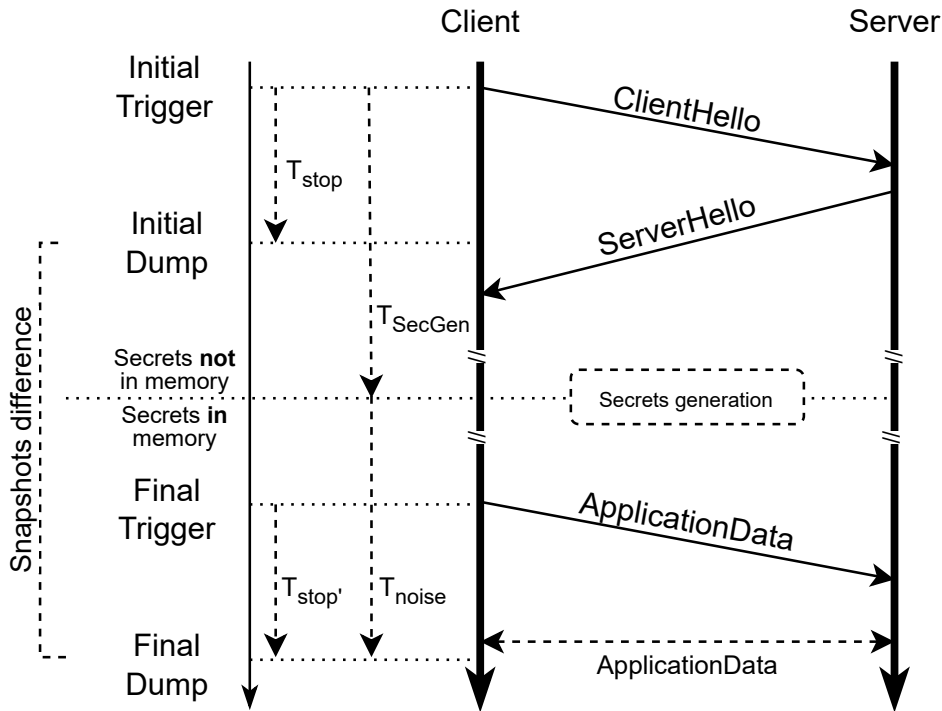 Client
Server
Initial
Trigger
ClientHello
T_stop
Initial
Dump
ServerHello
T_SecGen
Snapshots difference
Secrets not
in memory
Secrets generation
Secrets in
memory
Final
Trigger
ApplicationData
T_stop'
T_noise
Final
Dump
ApplicationData